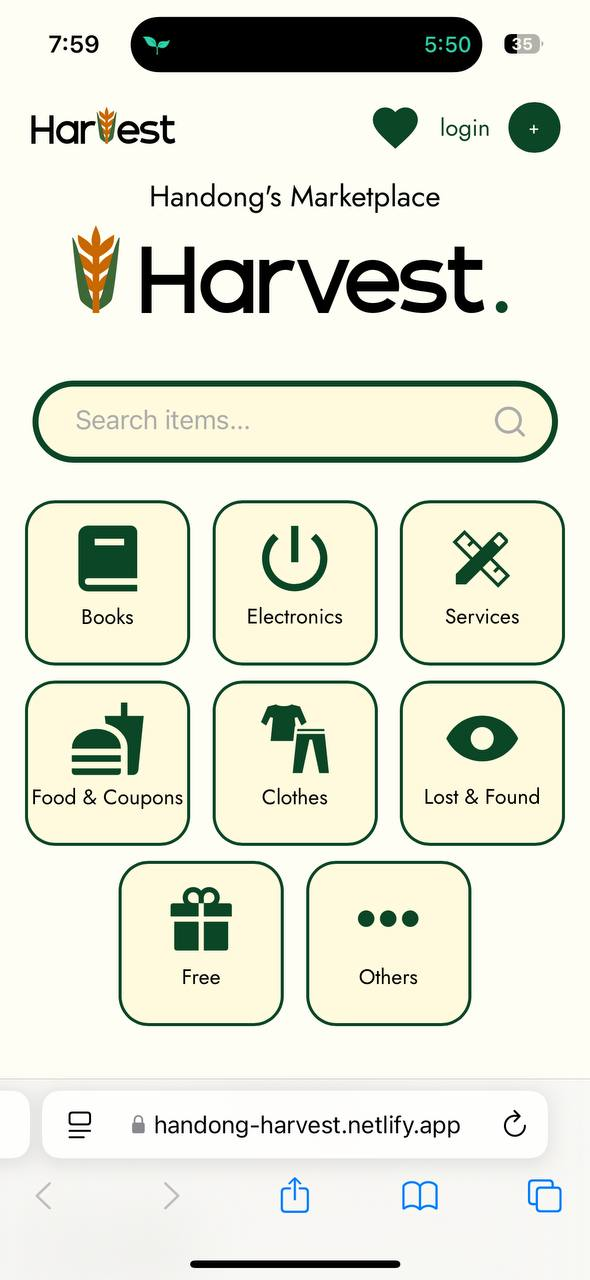 7:59
5:50
35
Harvest
login
+
Handong's Marketplace
Harvest.
Search items...
Books
Electronics
Services
Food & Coupons
Clothes
Lost & Found
Free
Others
handong-harvest.netlify.app